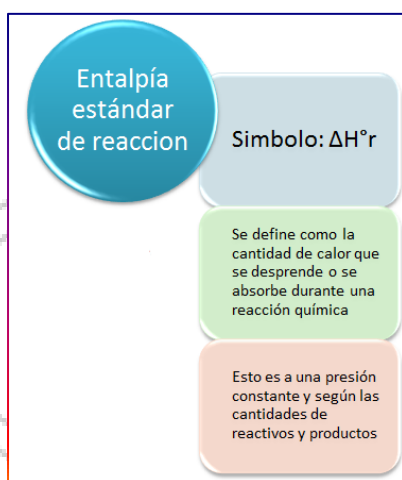 Entalpía
estándar
de reaccion
Simbolo: ΔH°r
Se define como la
cantidad de calor que
se desprende o se
absorbe durante una
reacción química
Esto es a una presión
constante y según las
cantidades de
reactivos y productos